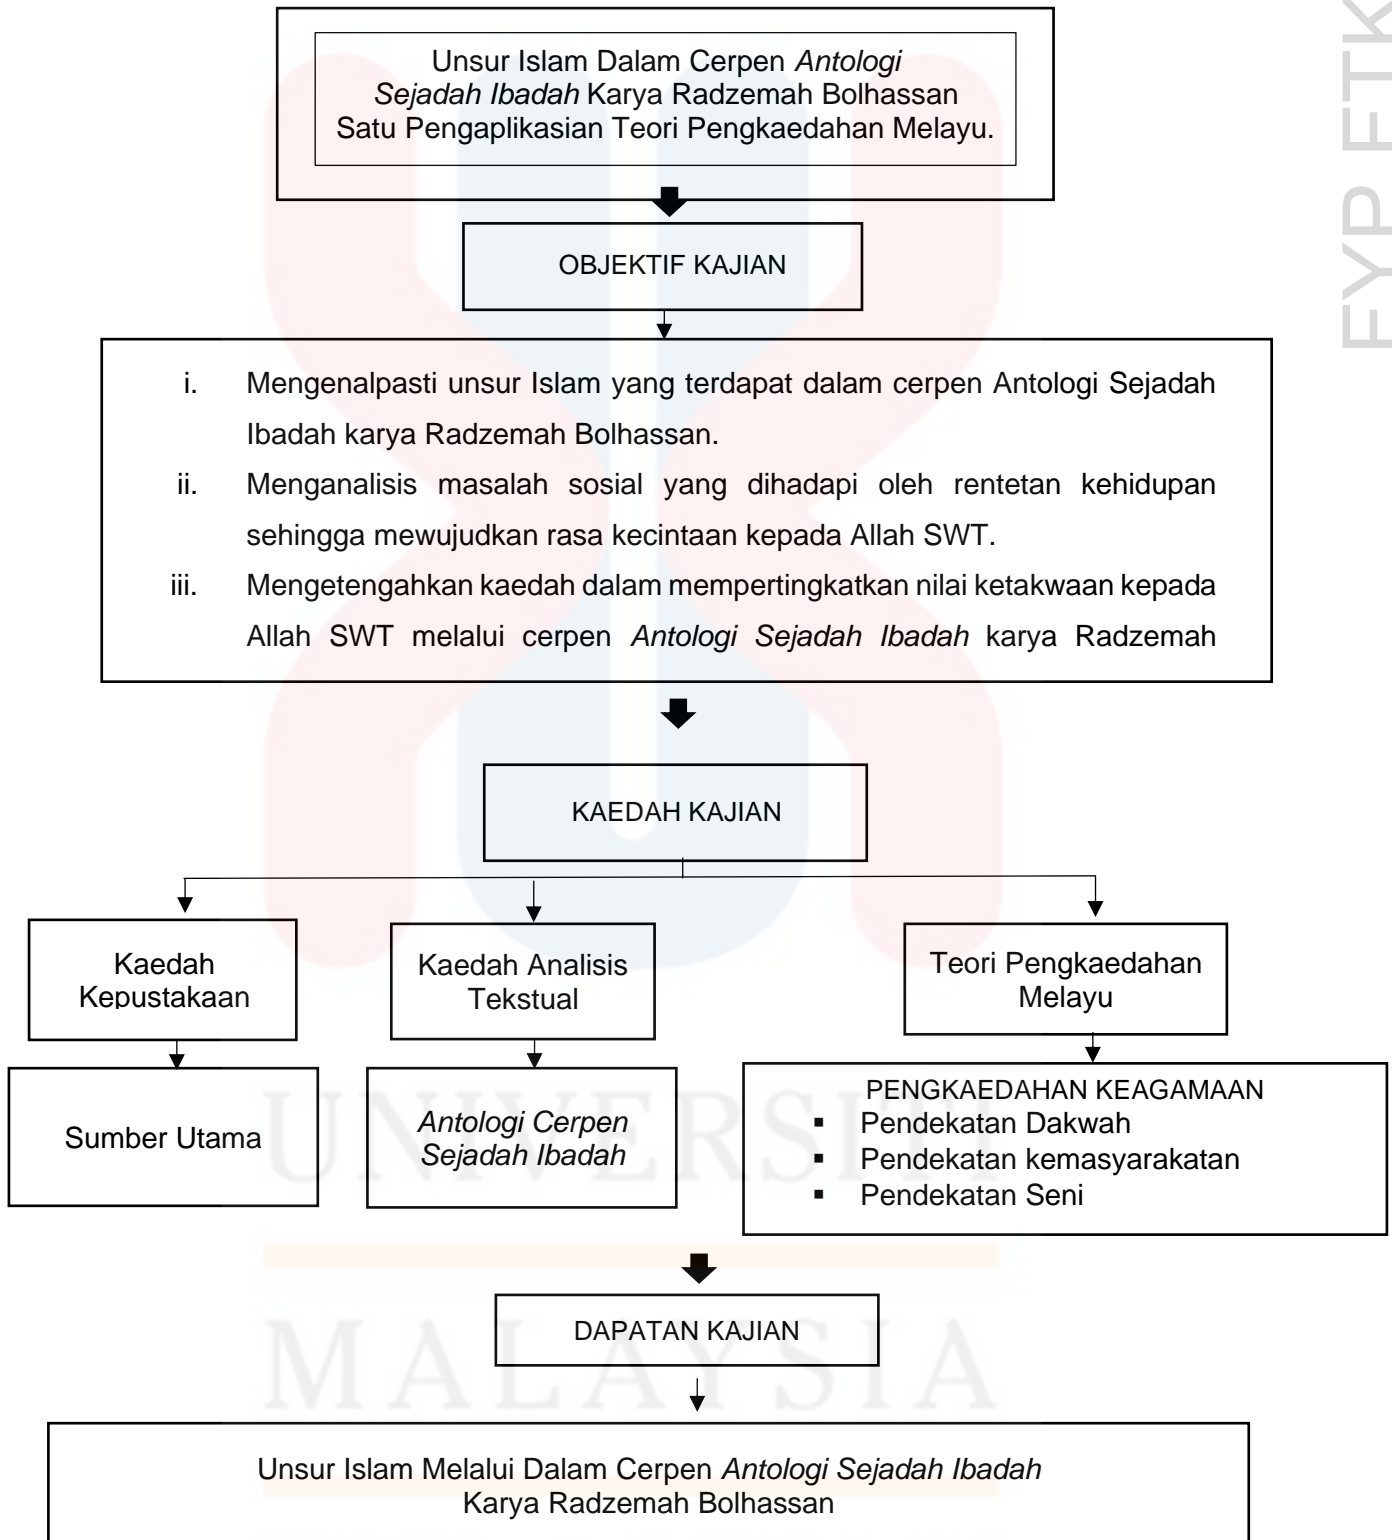 Unsur Islam Dalam Cerpen Antologi
Sejadah Ibadah Karya Radzemah Bolhassan
Satu Pengaplikasian Teori Pengkaedahan Melayu.
OBJEKTIF KAJIAN
i. Mengenalpasti unsur Islam yang terdapat dalam cerpen Antologi Sejadah
Ibadah karya Radzemah Bolhassan.
ii. Menganalisis masalah sosial yang dihadapi oleh rentetan kehidupan
sehingga mewujudkan rasa kecintaan kepada Allah SWT.
iii. Mengetengahkan kaedah dalam mempertingkatkan nilai ketakwaan kepada
Allah SWT melalui cerpen Antologi Sejadah Ibadah karya Radzemah
KAEDAH KAJIAN
Kaedah
Kepustakaan
Kaedah Analisis
Tekstual
Teori Pengkaedahan
Melayu
Sumber Utama
Antologi Cerpen
Sejadah Ibadah
PENGKAEDAHAN KEAGAMAAN
▪ Pendekatan Dakwah
▪ Pendekatan kemasyarakatan
▪ Pendekatan Seni
DAPATAN KAJIAN
Unsur Islam Melalui Dalam Cerpen Antologi Sejadah Ibadah
Karya Radzemah Bolhassan
UNIVERSITI
MALAYSIA
FYP FTK